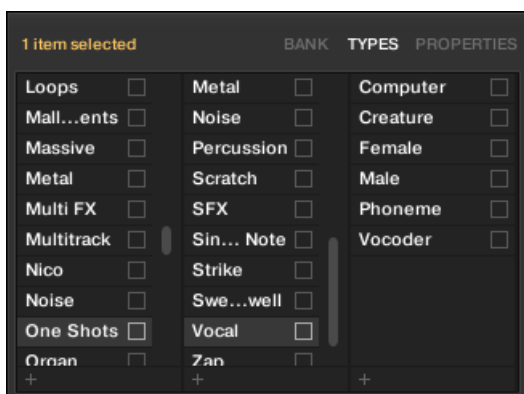 1 item selected BANK TYPES PROPERTIES
Loops Metal Computer
Mall...ents Noise Creature
Massive Percussion Female
Metal Scratch Male
Multi FX SFX Phoneme
Multitrack Sin... Note Vocoder
Nico Strike
Noise Swe...well
One Shots Vocal
Organ Zap
+ + +